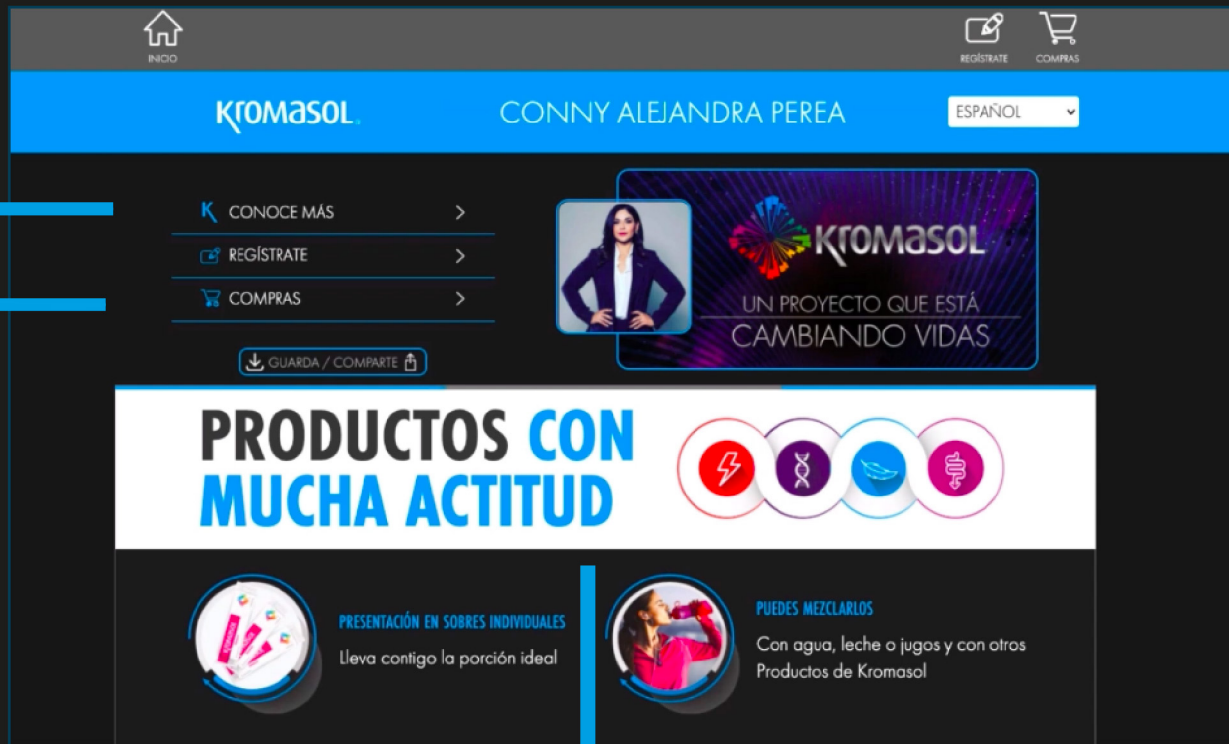 INICIO
REGÍSTRATE
COMPRAS
KROMASOL.
CONNY ALEJANDRA PEREA
ESPAÑOL
CONOCE MÁS
REGÍSTRATE
COMPRAS
GUARDA / COMPARTE
KROMASOL
UN PROYECTO QUE ESTÁ
CAMBIANDO VIDAS
PRODUCTOS CON
MUCHA ACTITUD
PRESENTACIÓN EN SOBRES INDIVIDUALES
Lleva contigo la porción ideal
PUEDES MEZCLARLOS
Con agua, leche o jugos y con otros
Productos de Kromasol